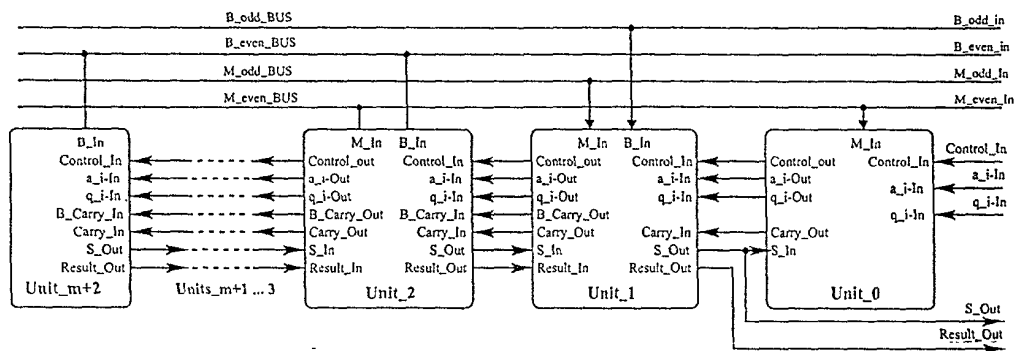 B_odd_BUS
B_odd_in
B_even_BUS
B_even_in
M_odd_BUS
M_odd_In
M_even_BUS
M_even_In
B_In
Control_In
a_i-In
q_i-In
B_Carry_In
Carry_In
S_Out
Result_Out
Unit_m+2
Units_m+1 ... 3
M_In B_In
Control_out Control_In
a_i-Out a_i-In
q_i-Out q_i-In
B_Carry_Out B_Carry_In
Carry_Out Carry_In
S_In S_Out
Result_In Result_Out
Unit_2
M_In B_In
Control_out Control_In
a_i-Out a_i-In
q_i-Out q_i-In
B_Carry_Out
Carry_Out Carry_In
S_In S_Out
Result_In Result_Out
Unit_1
M_In
Control_out Control_In
a_i-Out a_i-In
q_i-Out q_i-In
Carry_Out
S_In
Unit_0
Control_In
a_i-In
q_i-In
S_Out
Result_Out